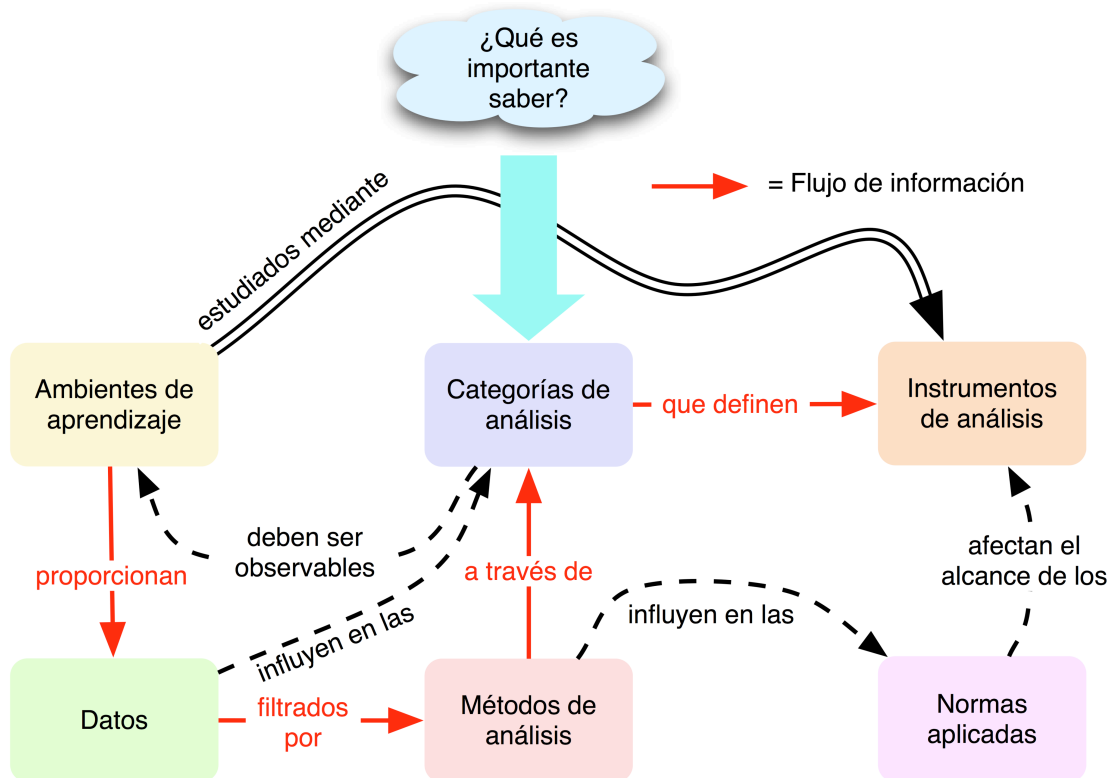 ¿Qué es
importante
saber?
= Flujo de información
estudiados mediante
Ambientes de
aprendizaje
Categorías de
análisis
que definen
Instrumentos
de análisis
deben ser
observables
proporcionan
a través de
afectan el
alcance de los
influyen en las
influyen en las
Datos
filtrados
por
Métodos de
análisis
Normas
aplicadas